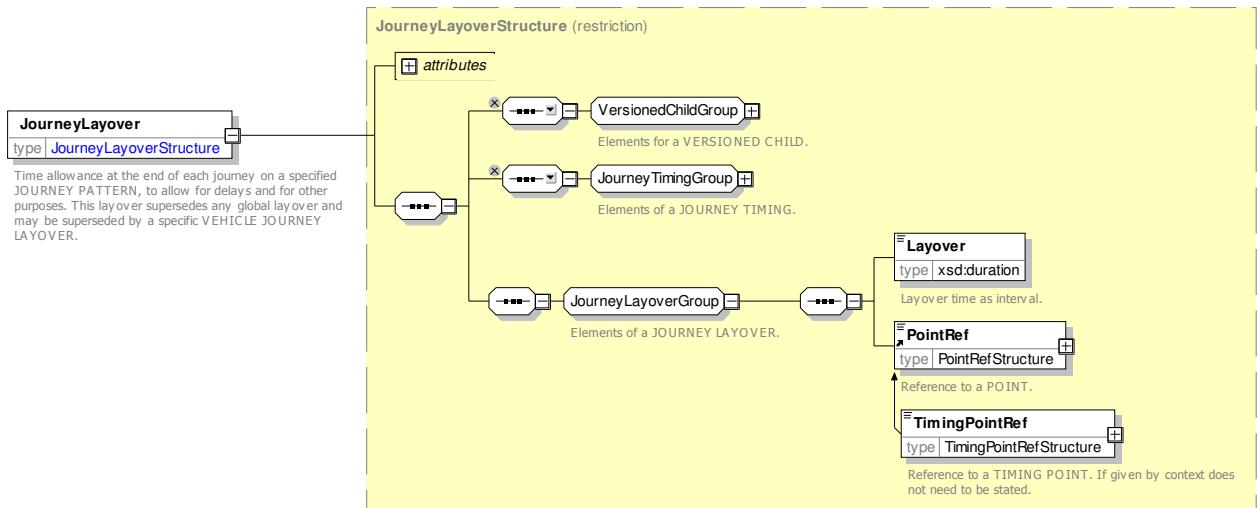 JourneyLayoverStructure (restriction)
attributes
JourneyLayover
type JourneyLayoverStructure
Time allowance at the end of each journey on a specified
JOURNEY PATTERN, to allow for delays and for other
purposes. This layover supersedes any global layover and
may be superseded by a specific VEHICLE JOURNEY
LAYOVER.
VersionedChildGroup
Elements for a VERSIONED CHILD.
JourneyTimingGroup
Elements of a JOURNEY TIMING.
JourneyLayoverGroup
Elements of a JOURNEY LAYOVER.
Layover
type xsd:duration
Layover time as interval.
PointRef
type PointRefStructure
Reference to a POINT.
TimingPointRef
type TimingPointRefStructure
Reference to a TIMING POINT. If given by context does
not need to be stated.